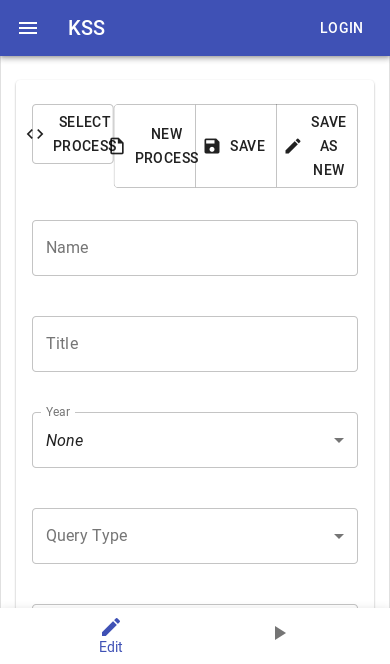 KSS
LOGIN
SELECT
PROCESS
NEW
PROCESS
SAVE
SAVE
AS
NEW
Name
Title
Year
None
Query Type
Edit